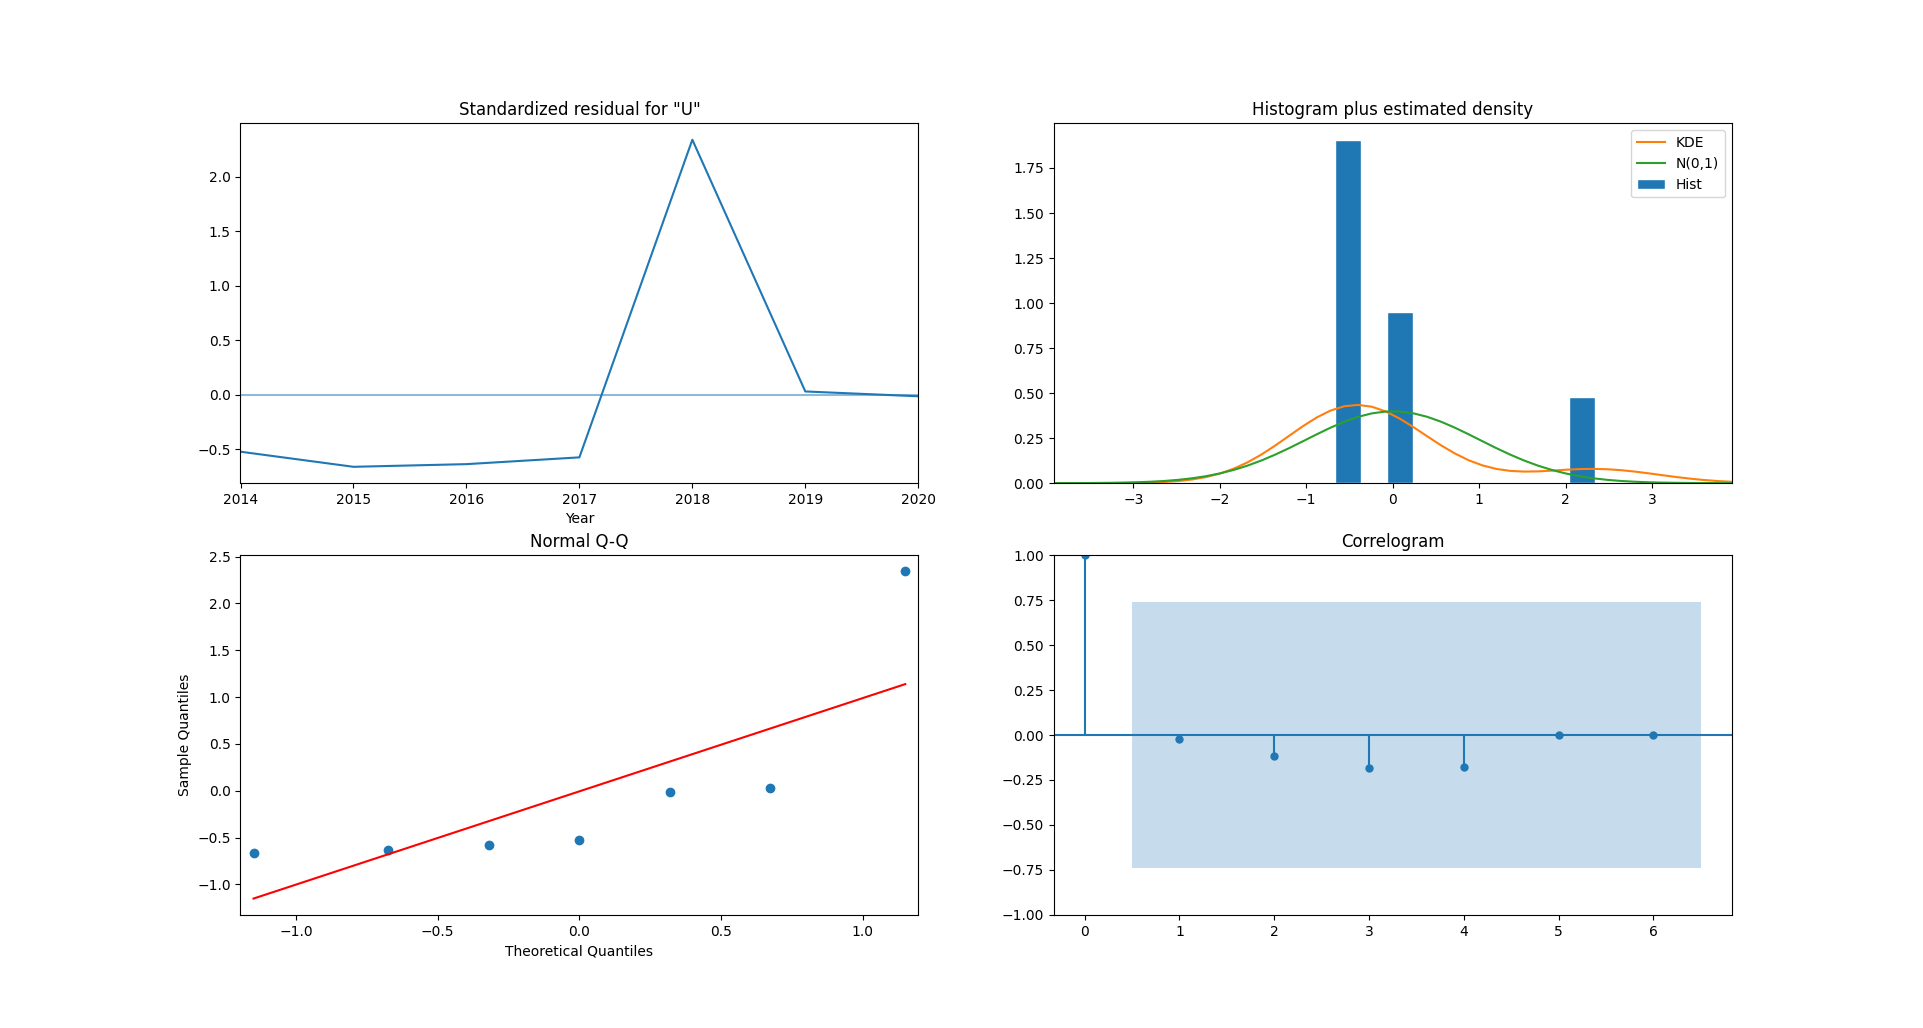 Standardized residual for "U"
2.0
1.5
1.0
0.5
0.0
−0.5
2014 2015 2016 2017 2018 2019 2020
Year
Histogram plus estimated density
KDE
N(0,1)
Hist
1.75
1.50
1.25
1.00
0.75
0.50
0.25
0.00
−3 −2 −1 0 1 2 3
Normal Q-Q
Sample Quantiles
2.5
2.0
1.5
1.0
0.5
0.0
−0.5
−1.0
−1.0 −0.5 0.0 0.5 1.0
Theoretical Quantiles
Correlogram
1.00
0.75
0.50
0.25
0.00
−0.25
−0.50
−0.75
−1.00
0 1 2 3 4 5 6